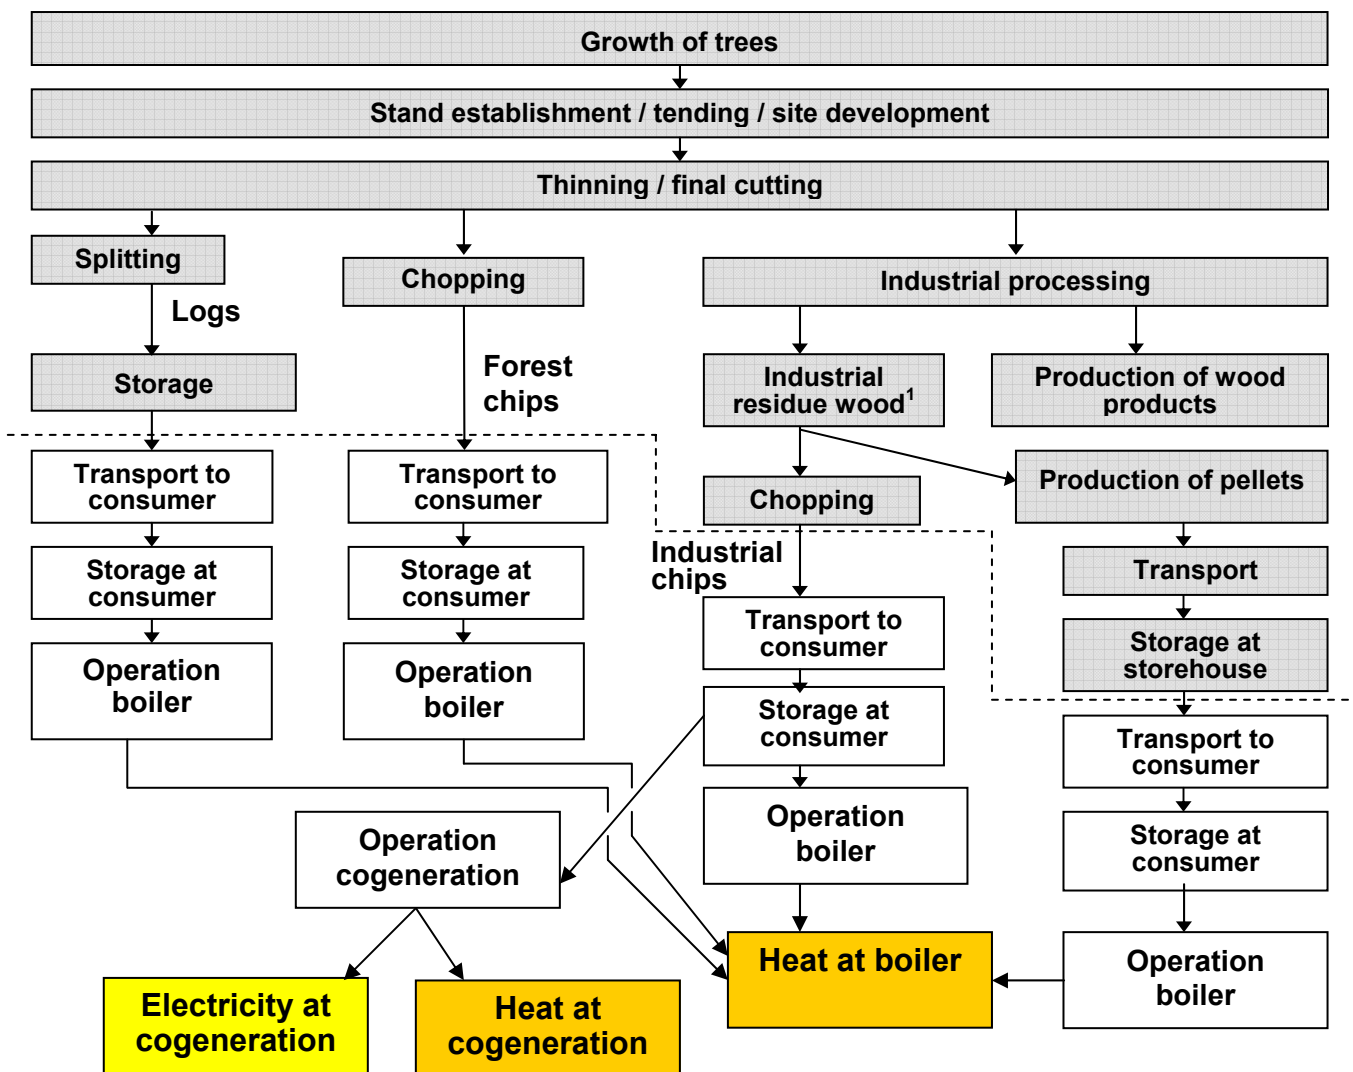 Growth of trees
Stand establishment / tending / site development
Thinning / final cutting
Splitting
Chopping
Industrial processing
Logs
Storage
Forest
chips
Industrial
residue wood¹
Production of wood
products
Transport to
consumer
Transport to
consumer
Chopping
Production of pellets
Storage at
consumer
Storage at
consumer
Industrial
chips
Transport
Transport to
consumer
Storage at
storehouse
Operation
boiler
Operation
boiler
Storage at
consumer
Transport to
consumer
Operation
cogeneration
Operation
boiler
Storage at
consumer
Heat at boiler
Operation
boiler
Electricity at
cogeneration
Heat at
cogeneration